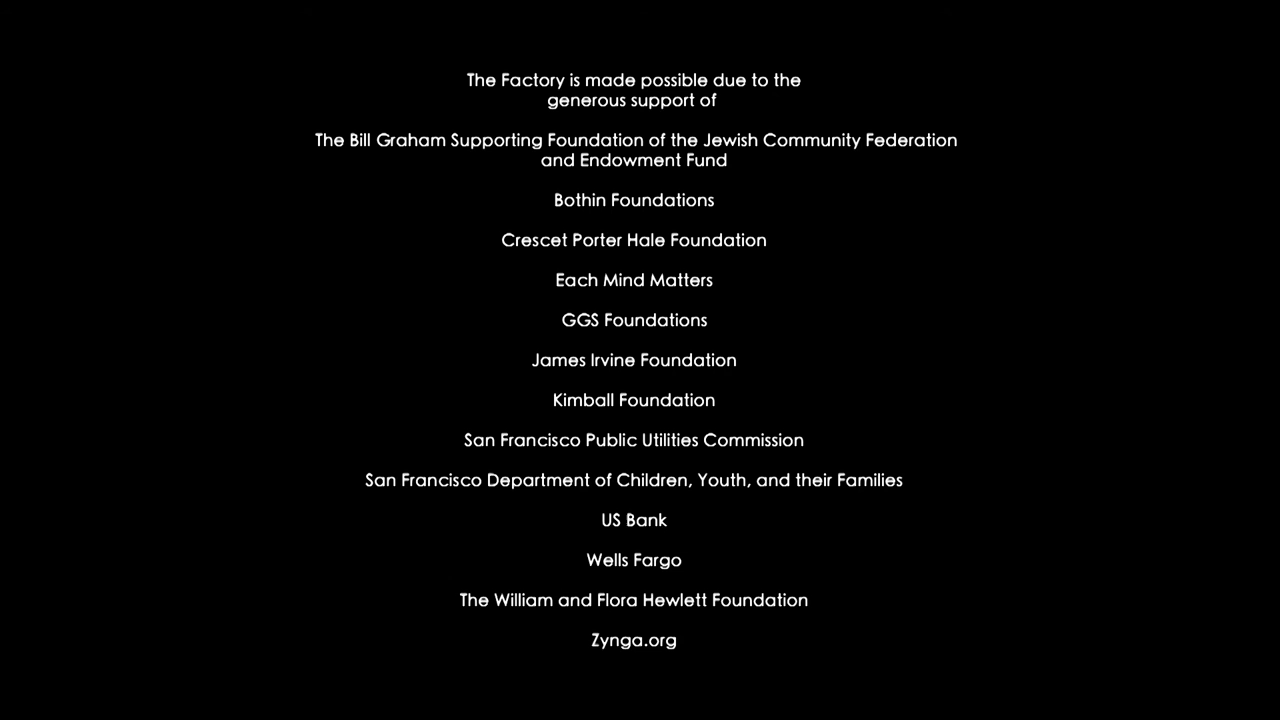 The Factory is made possible due to the
generous support of
The Bill Graham Supporting Foundation of the Jewish Community Federation
and Endowment Fund
Bothin Foundations
Crescet Porter Hale Foundation
Each Mind Matters
GGS Foundations
James Irvine Foundation
Kimball Foundation
San Francisco Public Utilities Commission
San Francisco Department of Children, Youth, and their Families
US Bank
Wells Fargo
The William and Flora Hewlett Foundation
Zynga.org